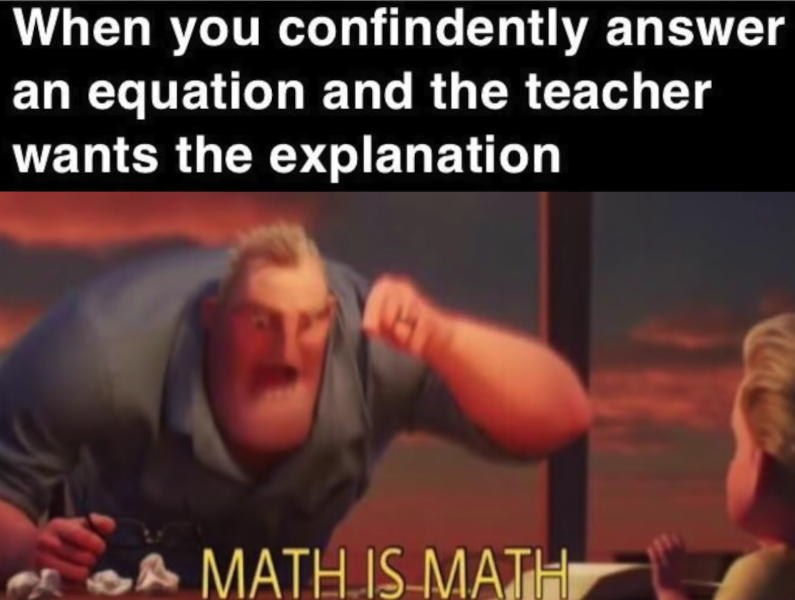 When you confindently answer
an equation and the teacher
wants the explanation
MATH IS MATH